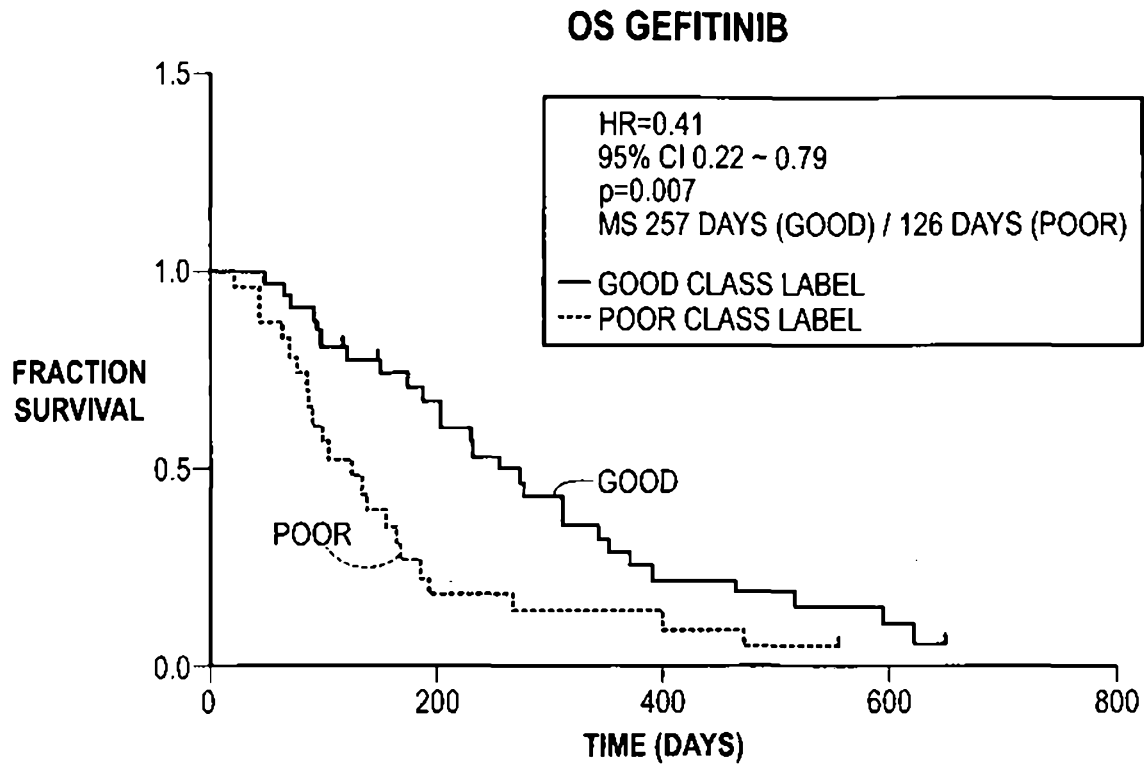 OS GEFITINIB
HR=0.41
95% CI 0.22 ~ 0.79
p=0.007
MS 257 DAYS (GOOD) / 126 DAYS (POOR)
GOOD CLASS LABEL
POOR CLASS LABEL
FRACTION
SURVIVAL
1.5
1.0
0.5
0.0
GOOD
POOR
0
200
400
600
800
TIME (DAYS)